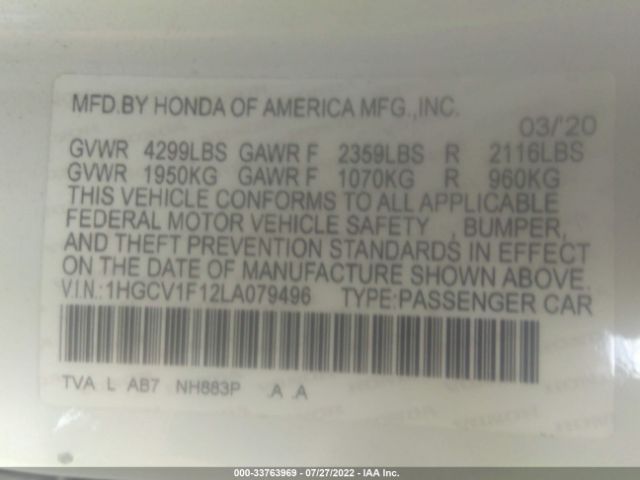 MFD.BY HONDA OF AMERICA MFG.,INC.
03/'20
GVWR 4299LBS GAWR F 2359LBS R 2116LBS
GVWR 1950KG GAWR F 1070KG R 960KG
THIS VEHICLE CONFORMS TO ALL APPLICABLE
FEDERAL MOTOR VEHICLE SAFETY , BUMPER,
AND THEFT PREVENTION STANDARDS IN EFFECT
ON THE DATE OF MANUFACTURE SHOWN ABOVE.
VIN:1HGCV1F12LA079496 TYPE:PASSENGER CAR
TVA L AB7 NH883P .A .A
000-33763969 | 07/27/2022 - IAA Inc.